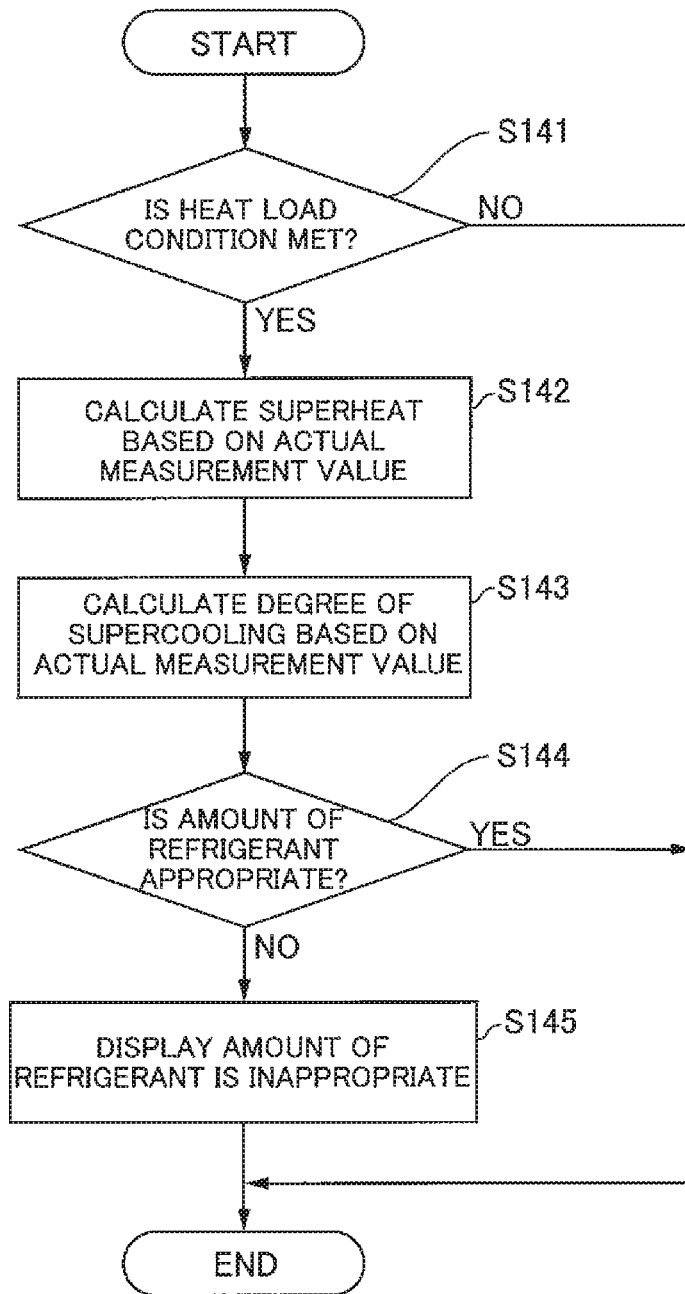 START
S141
IS HEAT LOAD
CONDITION MET?
NO
YES
S142
CALCULATE SUPERHEAT
BASED ON ACTUAL
MEASUREMENT VALUE
S143
CALCULATE DEGREE OF
SUPERCOOLING BASED ON
ACTUAL MEASUREMENT VALUE
S144
IS AMOUNT OF
REFRIGERANT
APPROPRIATE?
YES
NO
S145
DISPLAY AMOUNT OF
REFRIGERANT IS INAPPROPRIATE
END